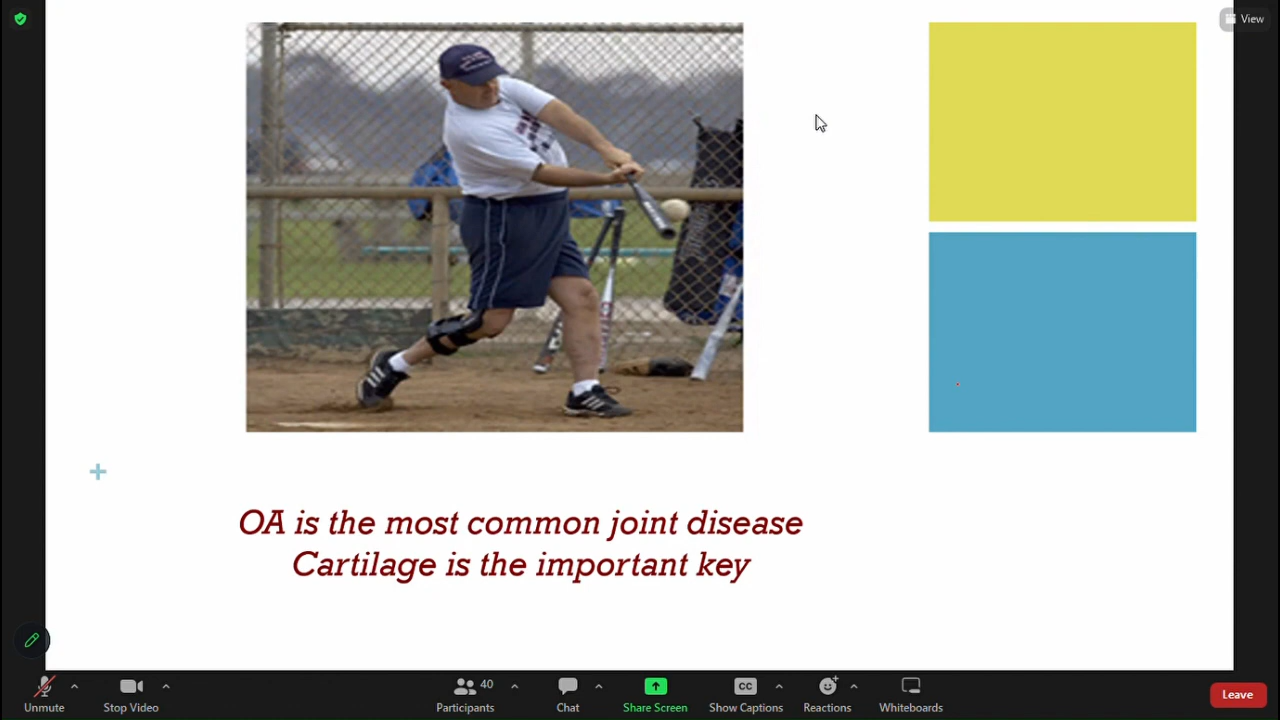 View
OA is the most common joint disease
Cartilage is the important key
Unmute
Stop Video
40
Participants
Chat
Share Screen
CC
Show Captions
Reactions
Whiteboards
Leave